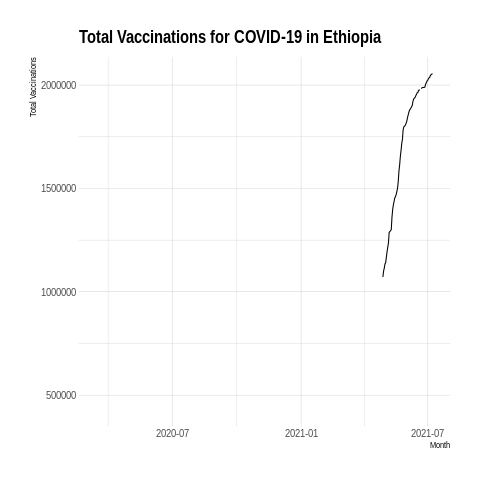 Total Vaccinations for COVID-19 in Ethiopia
Total Vaccinations
2000000
1500000
1000000
500000
2020-07 2021-01 2021-07
Month